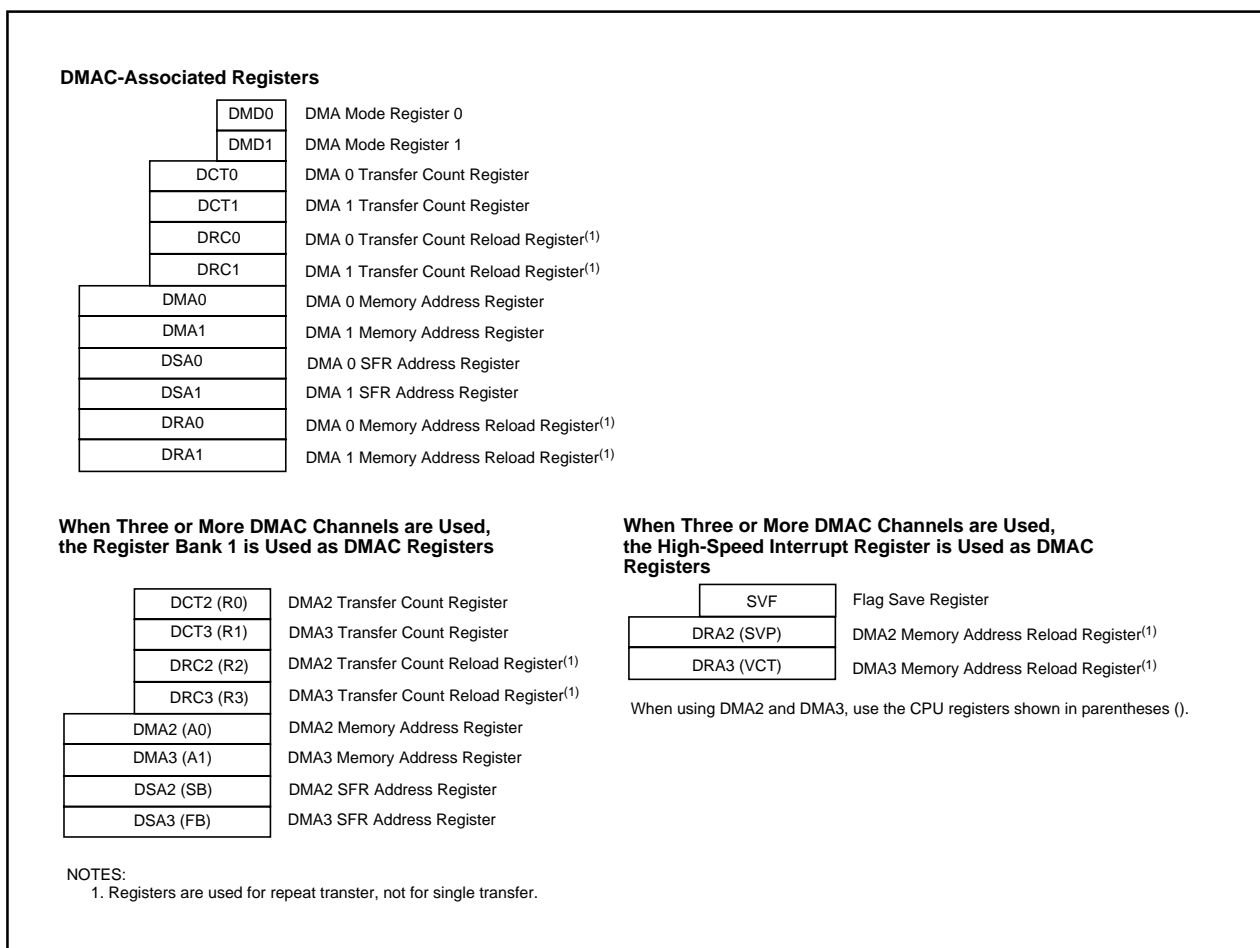 DMAC-Associated Registers
DMD0 DMA Mode Register 0
DMD1 DMA Mode Register 1
DCT0 DMA 0 Transfer Count Register
DCT1 DMA 1 Transfer Count Register
DRC0 DMA 0 Transfer Count Reload Register(1)
DRC1 DMA 1 Transfer Count Reload Register(1)
DMA0 DMA 0 Memory Address Register
DMA1 DMA 1 Memory Address Register
DSA0 DMA 0 SFR Address Register
DSA1 DMA 1 SFR Address Register
DRA0 DMA 0 Memory Address Reload Register(1)
DRA1 DMA 1 Memory Address Reload Register(1)
When Three or More DMAC Channels are Used,
the Register Bank 1 is Used as DMAC Registers
DCT2 (R0) DMA2 Transfer Count Register
DCT3 (R1) DMA3 Transfer Count Register
DRC2 (R2) DMA2 Transfer Count Reload Register(1)
DRC3 (R3) DMA3 Transfer Count Reload Register(1)
DMA2 (A0) DMA2 Memory Address Register
DMA3 (A1) DMA3 Memory Address Register
DSA2 (SB) DMA2 SFR Address Register
DSA3 (FB) DMA3 SFR Address Register
When Three or More DMAC Channels are Used,
the High-Speed Interrupt Register is Used as DMAC
Registers
SVF Flag Save Register
DRA2 (SVP) DMA2 Memory Address Reload Register(1)
DRA3 (VCT) DMA3 Memory Address Reload Register(1)
When using DMA2 and DMA3, use the CPU registers shown in parentheses ().
NOTES:
1. Registers are used for repeat transter, not for single transfer.